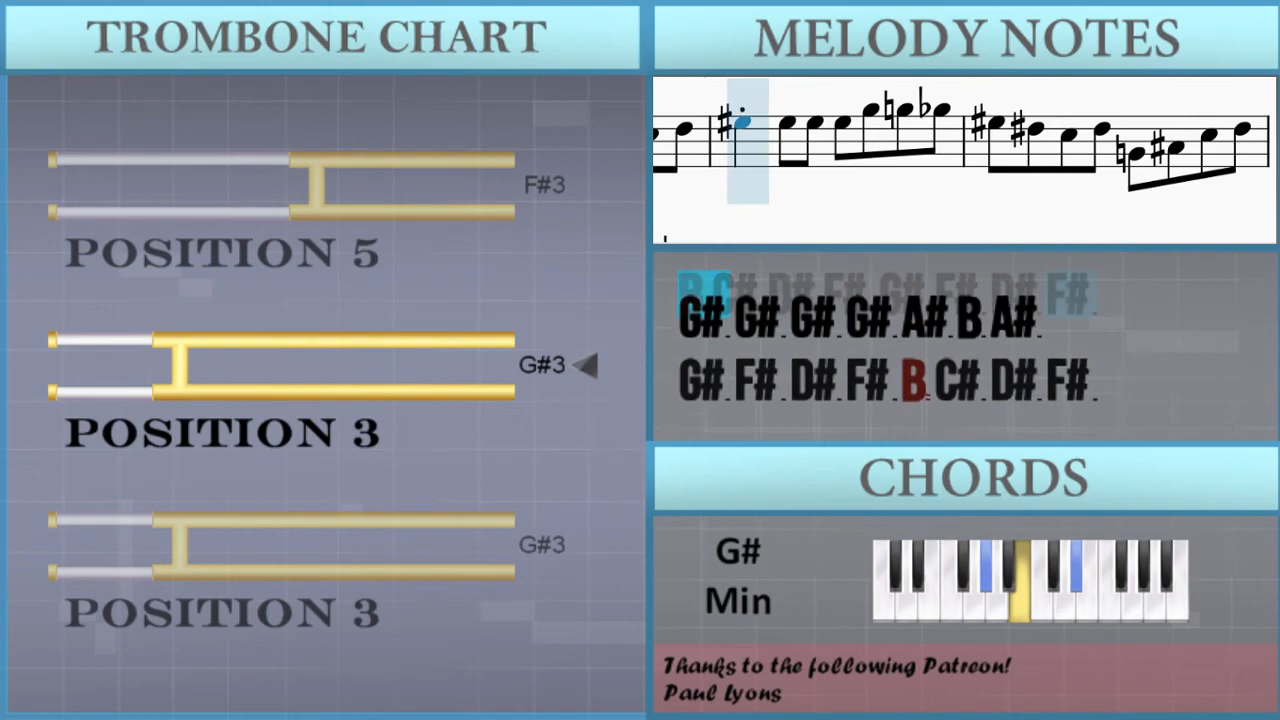 TROMBONE CHART
F#3
POSITION 5
G#3
POSITION 3
G#3
POSITION 3
MELODY NOTES
B C# D# F# G# F# D# F#.
G#.G#.G#.G#.A#.B.A#.
G#.F#.D#.F#.B.C#.D#.F#.
CHORDS
G#
Min
Thanks to the following Patreon!
Paul Lyons